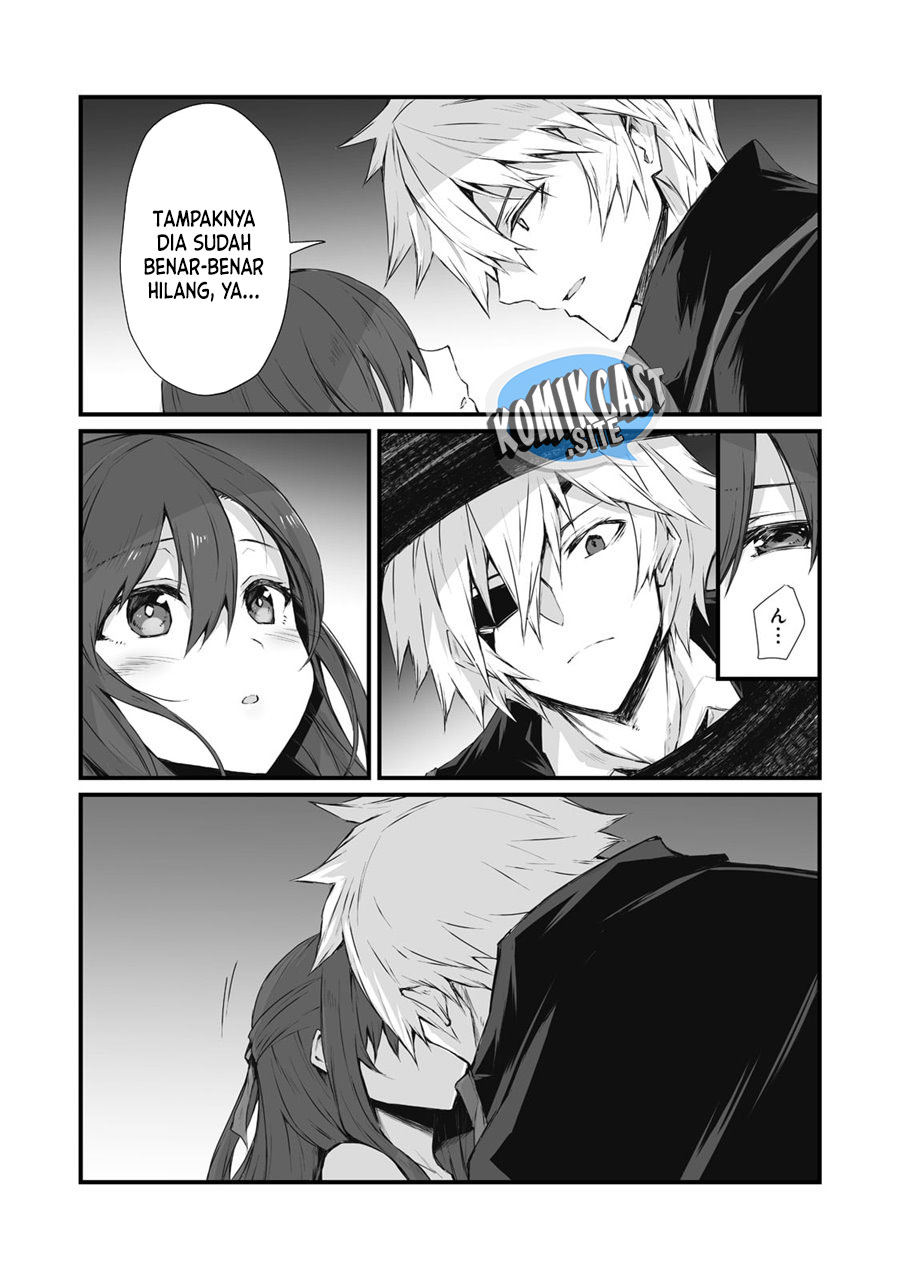 TAMPAKNYA
DIA SUDAH
BENAR-BENAR
HILANG, YA...
KOMIKCAST
.SITE
ん…